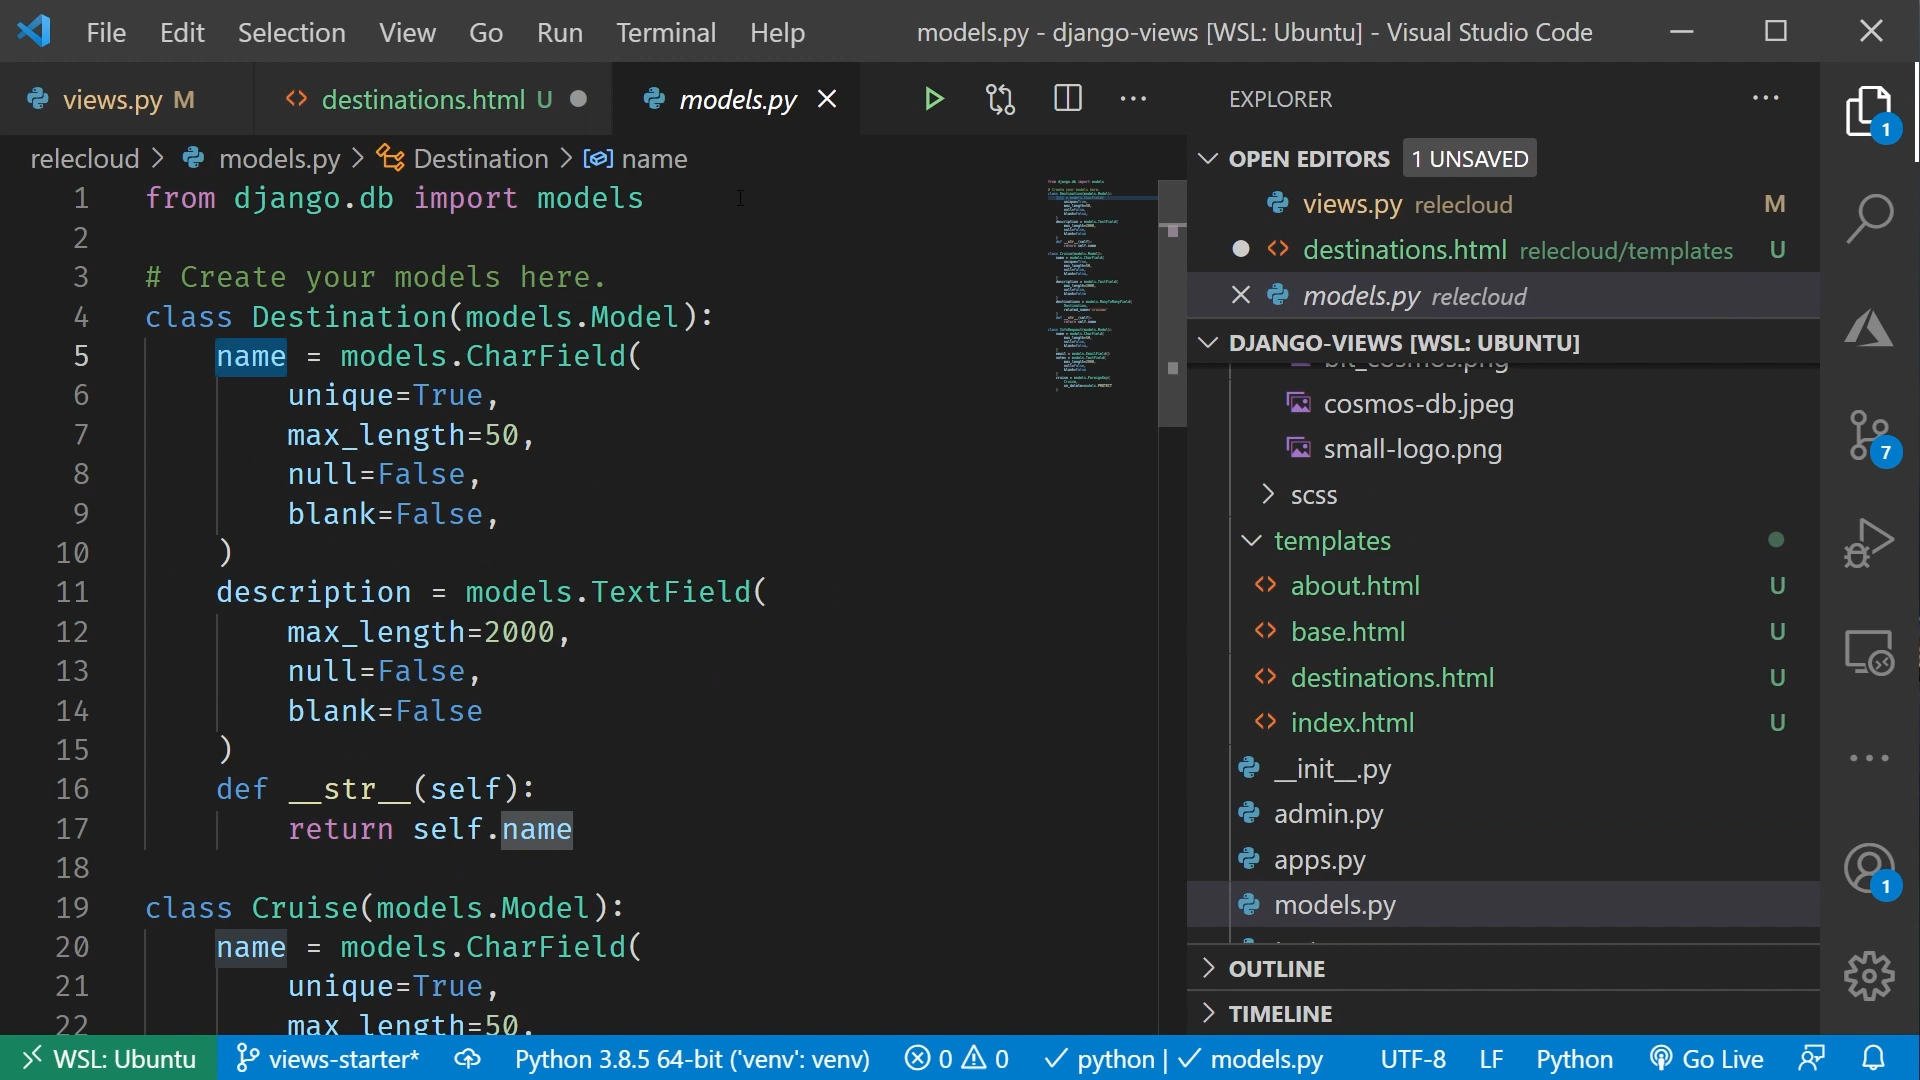 File Edit Selection View Go Run Terminal Help models.py - django-views [WSL: Ubuntu] - Visual Studio Code
views.py M destinations.html U models.py
relecloud > models.py > Destination > name
1 from django.db import models
2
3 # Create your models here.
4 class Destination(models.Model):
5 name = models.CharField(
6 unique=True,
7 max_length=50,
8 null=False,
9 blank=False,
10 )
11 description = models.TextField(
12 max_length=2000,
13 null=False,
14 blank=False
15 )
16 def __str__(self):
17 return self.name
18
19 class Cruise(models.Model):
20 name = models.CharField(
21 unique=True,
22 max_length=50,
EXPLORER
OPEN EDITORS 1 UNSAVED
views.py relecloud M
destinations.html relecloud/templates U
models.py relecloud
DJANGO-VIEWS [WSL: UBUNTU]
bit_cosmos.png
cosmos-db.jpeg
small-logo.png
scss
templates
about.html U
base.html U
destinations.html U
index.html U
__init__.py
admin.py
apps.py
models.py
OUTLINE
TIMELINE
1
7
1
WSL: Ubuntu views-starter* Python 3.8.5 64-bit ('venv': venv) 0 0 python | models.py UTF-8 LF Python Go Live